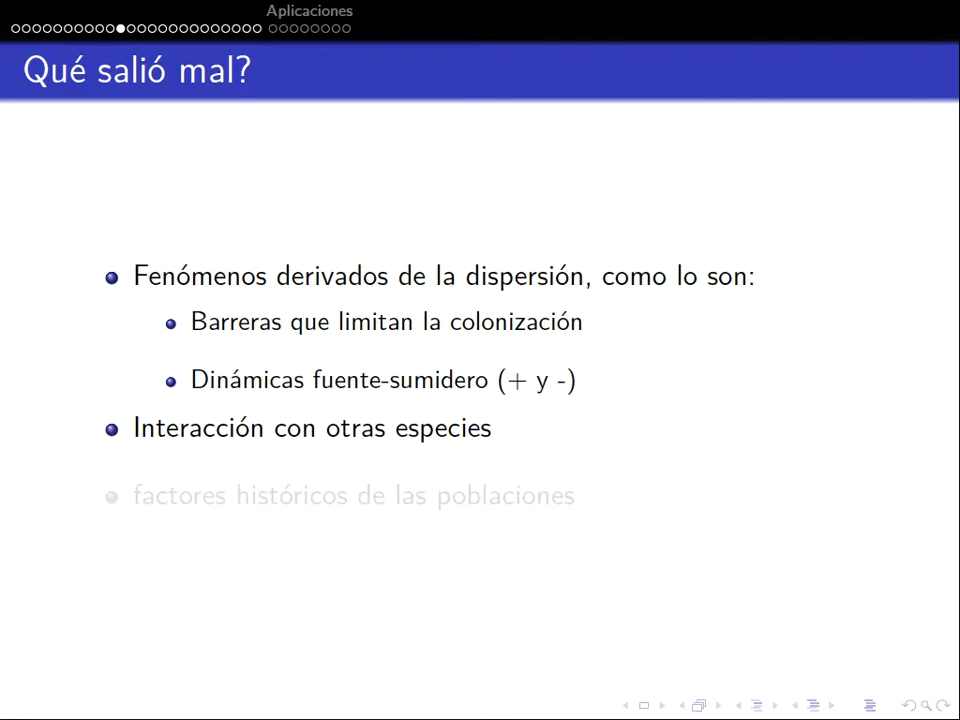 Aplicaciones
Qué salió mal?
Fenómenos derivados de la dispersión, como lo son:
Barreras que limitan la colonización
Dinámicas fuente-sumidero (+ y -)
Interacción con otras especies
factores históricos de las poblaciones